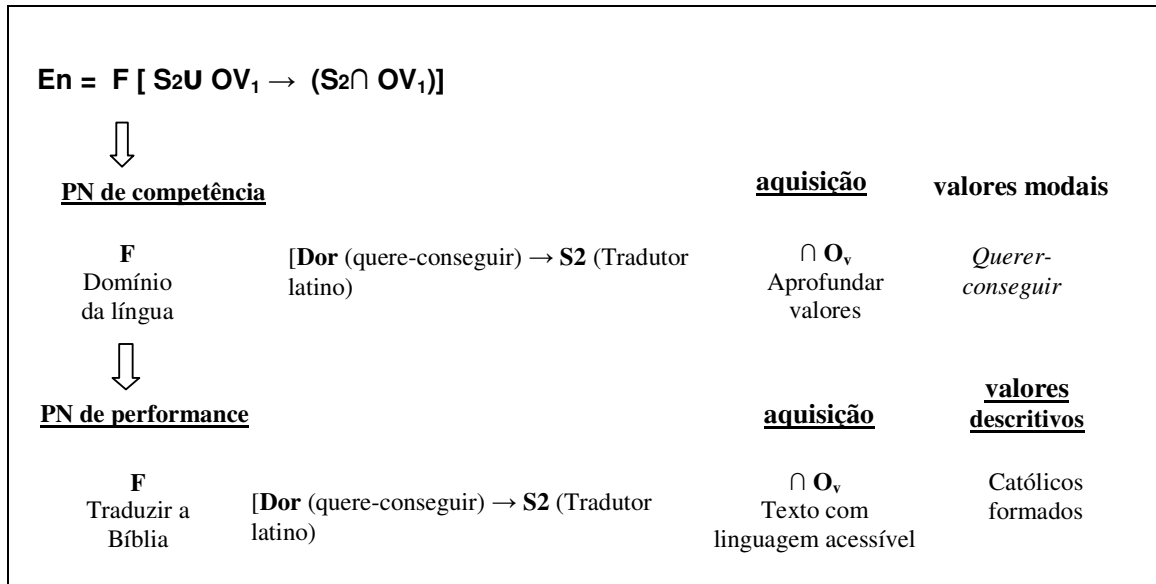 En = F [ S2U OV1 → (S2∩ OV1)]
PN de competência
aquisição
valores modais
F
Domínio
da língua
[Dor (quere-conseguir) → S2 (Tradutor
latino)
∩ Ov
Aprofundar
valores
Querer-
conseguir
PN de performance
aquisição
valores
descritivos
F
Traduzir a
Bíblia
[Dor (quere-conseguir) → S2 (Tradutor
latino)
∩ Ov
Texto com
linguagem acessível
Católicos
formados